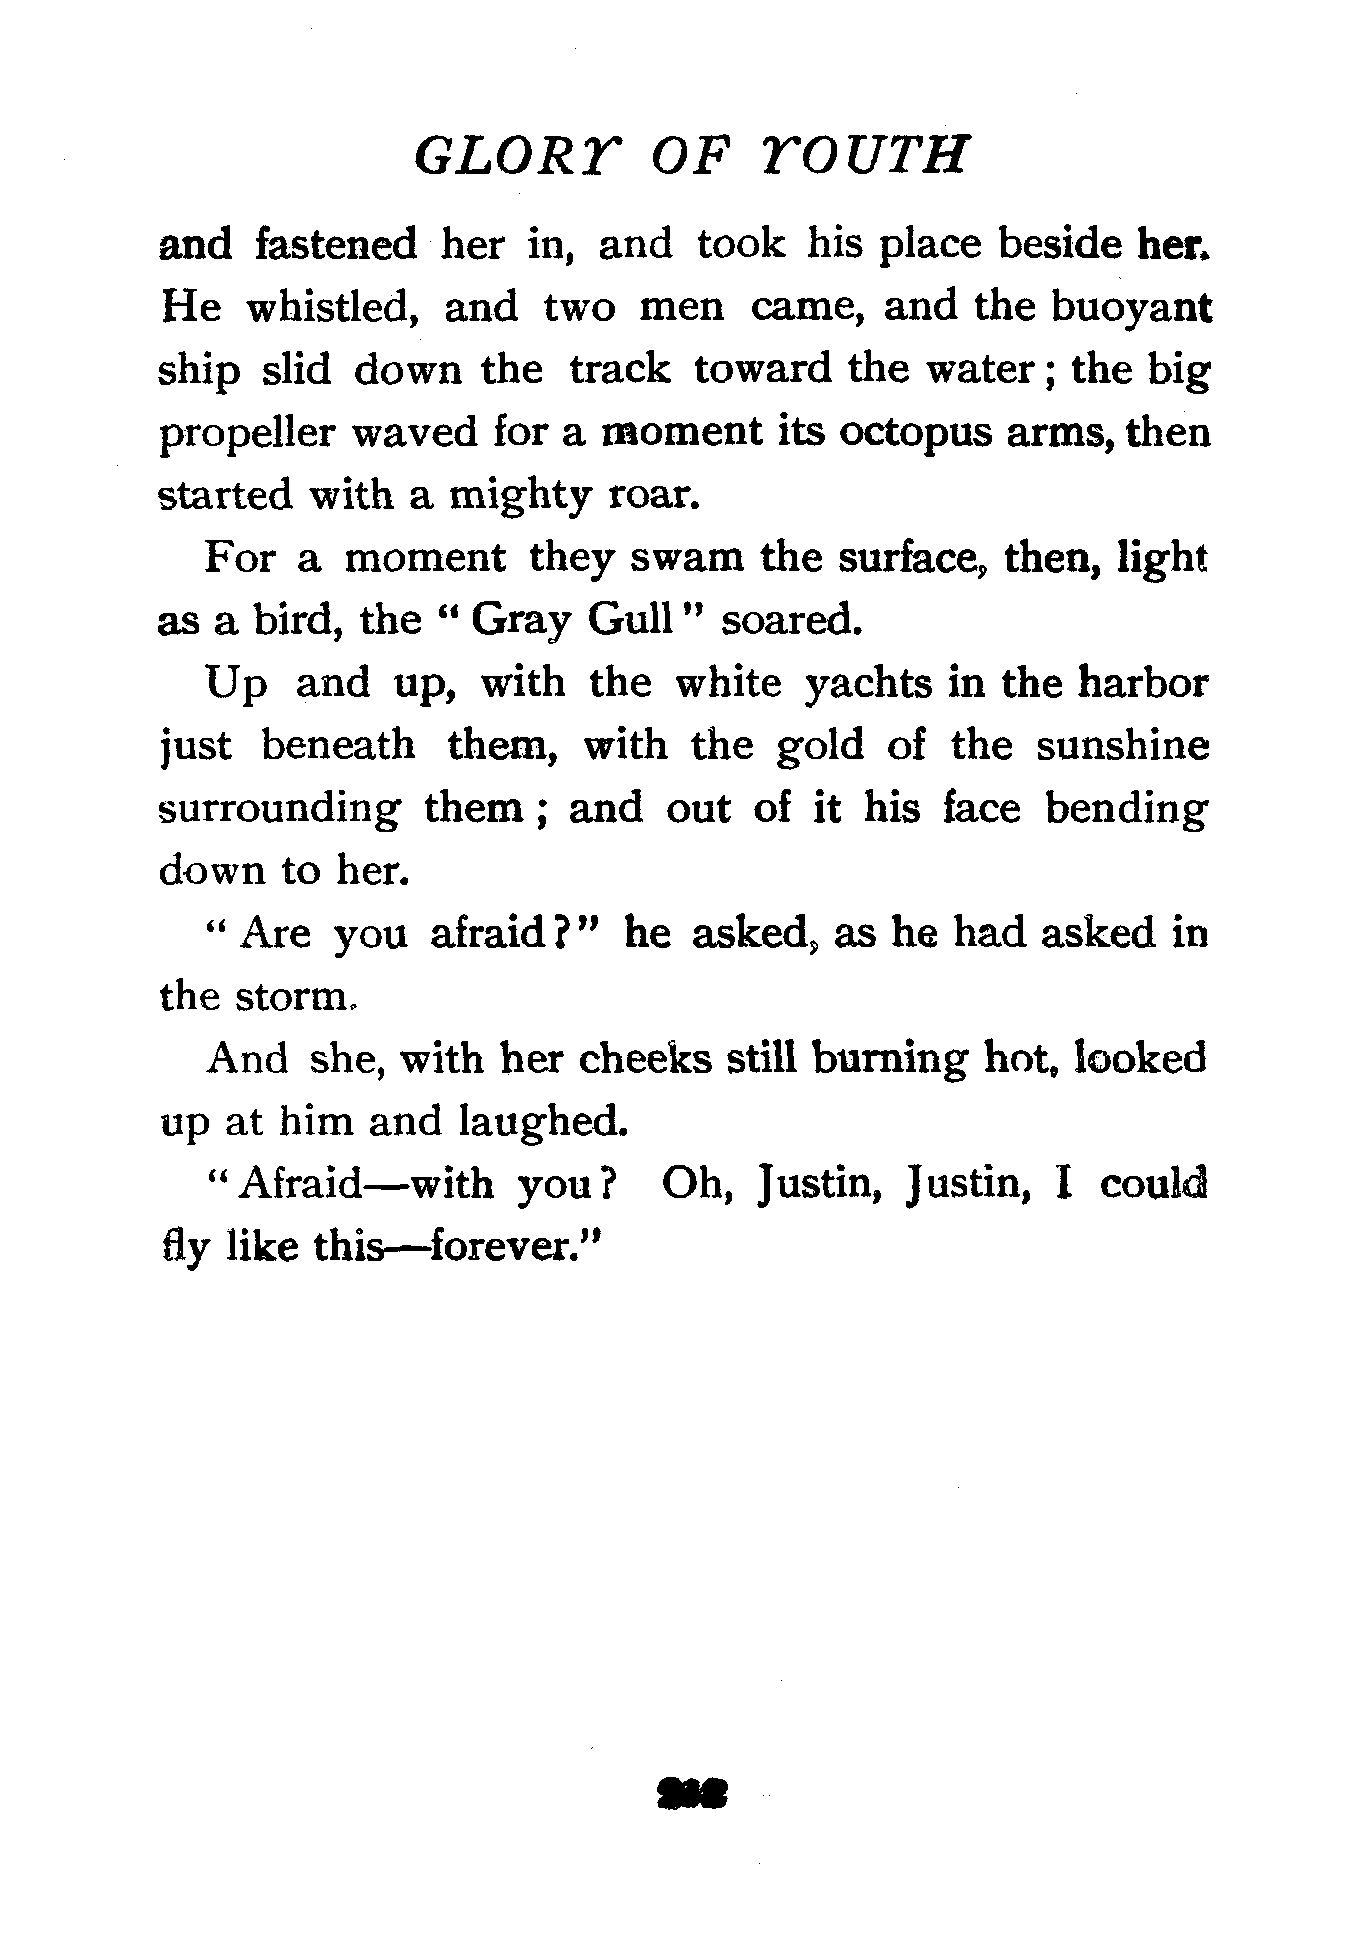 GLORY OF YOUTH
and fastened her in, and took his place beside her.
He whistled, and two men came, and the buoyant
ship slid down the track toward the water; the big
propeller waved for a moment its octopus arms, then
started with a mighty roar.
For a moment they swam the surface, then, light
as a bird, the "Gray Gull" soared.
Up and up, with the white yachts in the harbor
just beneath them, with the gold of the sunshine
surrounding them; and out of it his face bending
down to her.
"Are you afraid?" he asked, as he had asked in
the storm.
And she, with her cheeks still burning hot, looked
up at him and laughed.
"Afraid—with you? Oh, Justin, Justin, I could
fly like this—forever."